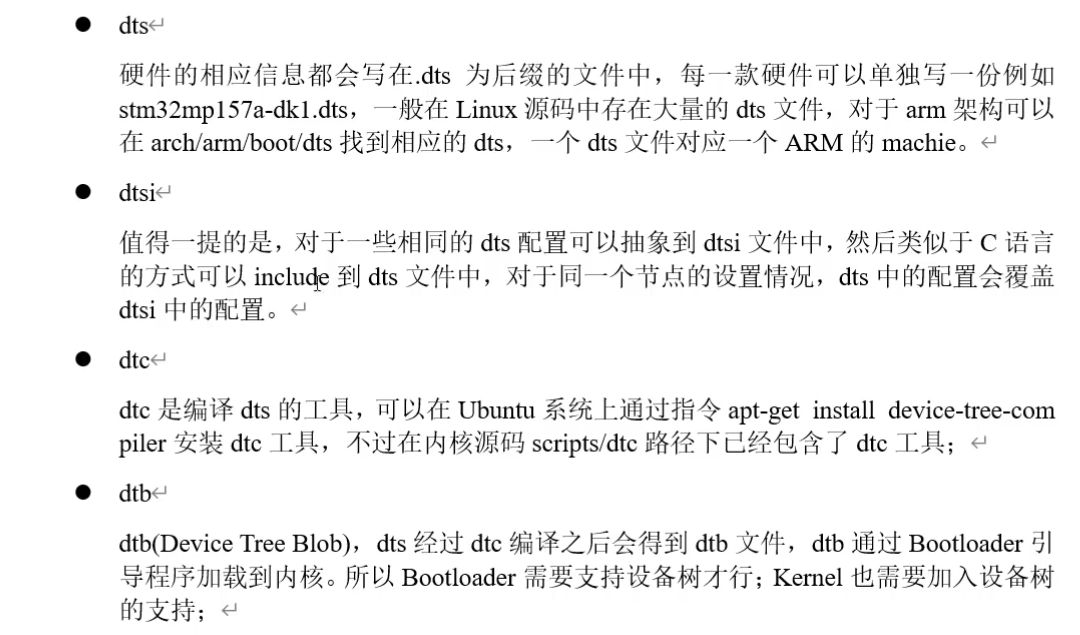 ● dts↵
硬件的相应信息都会写在.dts 为后缀的文件中，每一款硬件可以单独写一份例如
stm32mp157a-dk1.dts，一般在 Linux 源码中存在大量的 dts 文件，对于 arm 架构可以
在 arch/arm/boot/dts 找到相应的 dts，一个 dts 文件对应一个 ARM 的 machie。↵
● dtsi↵
值得一提的是，对于一些相同的 dts 配置可以抽象到 dtsi 文件中，然后类似于 C 语言
的方式可以 include 到 dts 文件中，对于同一个节点的设置情况，dts 中的配置会覆盖
dtsi 中的配置。↵
● dtc↵
dtc 是编译 dts 的工具，可以在 Ubuntu 系统上通过指令 apt-get install device-tree-com
piler 安装 dtc 工具，不过在内核源码 scripts/dtc 路径下已经包含了 dtc 工具；↵
● dtb↵
dtb(Device Tree Blob)，dts 经过 dtc 编译之后会得到 dtb 文件，dtb 通过 Bootloader 引
导程序加载到内核。所以 Bootloader 需要支持设备树才行；Kernel 也需要加入设备树
的支持；↵